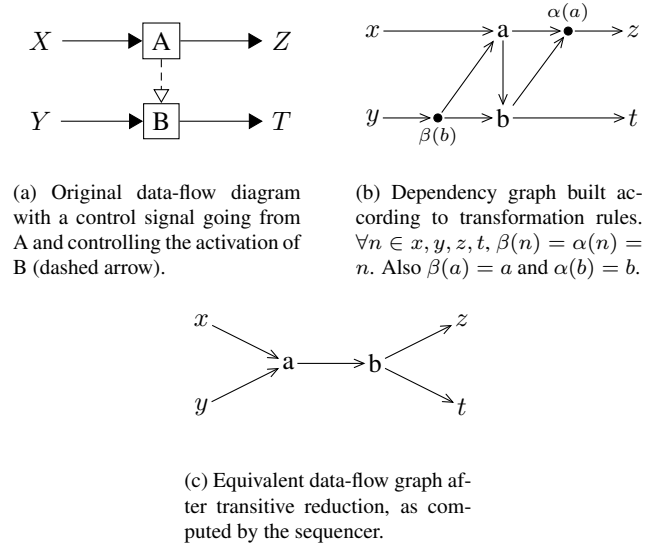 X A Z
Y B T
(a) Original data-flow diagram
with a control signal going from
A and controlling the activation of
B (dashed arrow).
α(a)
x a z
y b t
β(b)
(b) Dependency graph built ac-
cording to transformation rules.
∀n ∈ x, y, z, t, β(n) = α(n) =
n. Also β(a) = a and α(b) = b.
x z
a b
y t
(c) Equivalent data-flow graph af-
ter transitive reduction, as com-
puted by the sequencer.